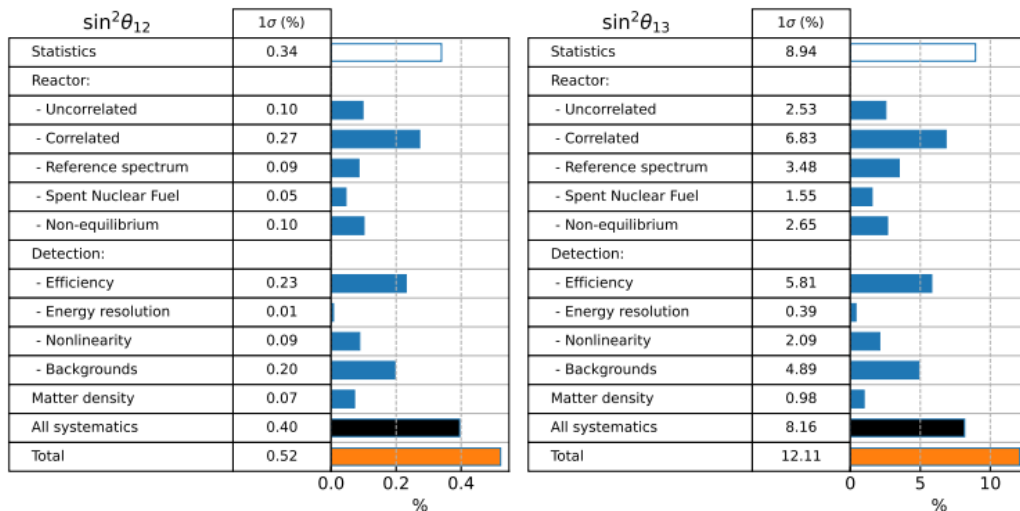 sin²θ₁₂ 1σ (%)
Statistics 0.34
Reactor:
- Uncorrelated 0.10
- Correlated 0.27
- Reference spectrum 0.09
- Spent Nuclear Fuel 0.05
- Non-equilibrium 0.10
Detection:
- Efficiency 0.23
- Energy resolution 0.01
- Nonlinearity 0.09
- Backgrounds 0.20
Matter density 0.07
All systematics 0.40
Total 0.52
0.0 0.2 0.4
%
sin²θ₁₃ 1σ (%)
Statistics 8.94
Reactor:
- Uncorrelated 2.53
- Correlated 6.83
- Reference spectrum 3.48
- Spent Nuclear Fuel 1.55
- Non-equilibrium 2.65
Detection:
- Efficiency 5.81
- Energy resolution 0.39
- Nonlinearity 2.09
- Backgrounds 4.89
Matter density 0.98
All systematics 8.16
Total 12.11
0 5 10
%